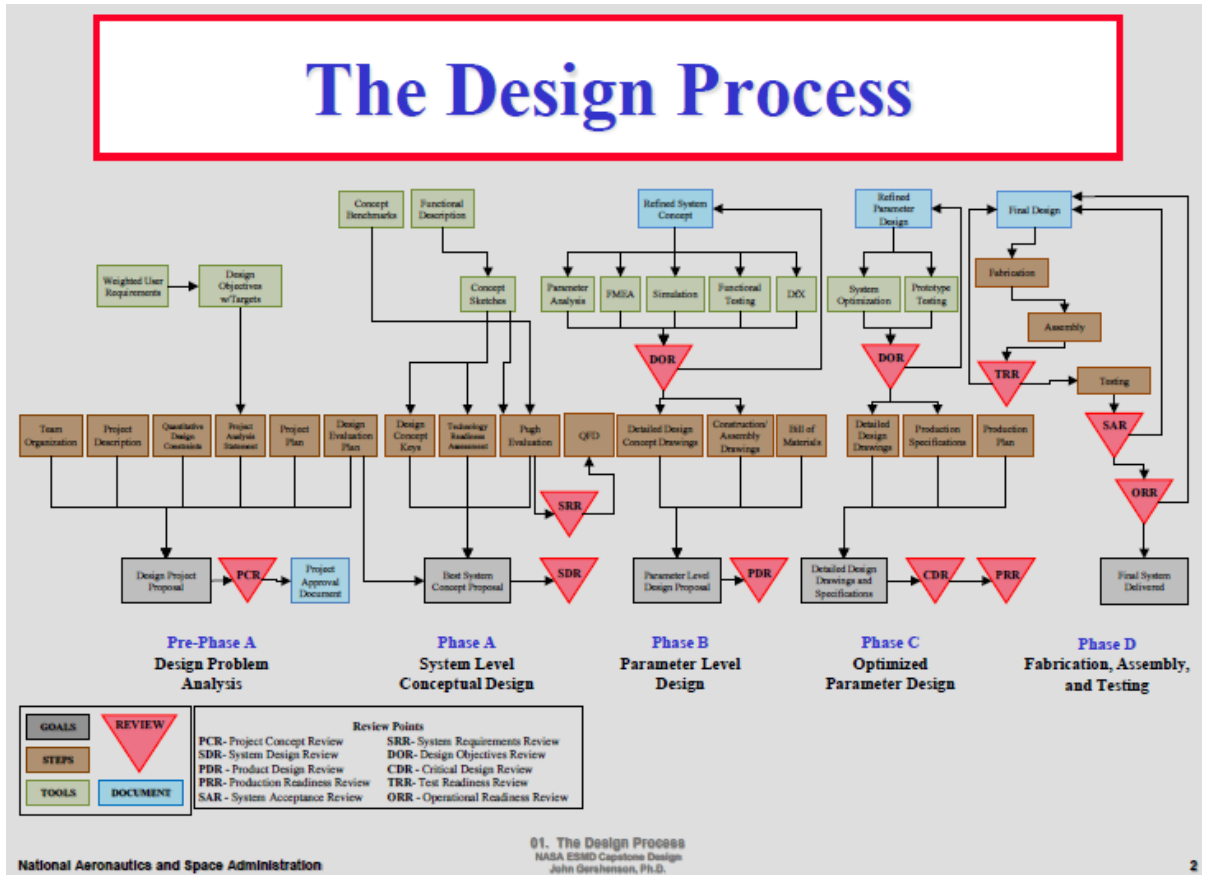 The Design Process
Concept
Benchmarks
Functional
Description
Refined System
Concept
Refined
Parameter
Design
Final Design
Weighted User
Requirements
Design
Objectives
w/Targets
Concept
Sketches
Parameter
Analysis
FMEA
Simulation
Functional
Testing
DfX
System
Optimization
Prototype
Testing
Fabrication
Assembly
DOR
DOR
TRR
Testing
Team
Organization
Project
Description
Quantitative
Design
Constraints
Project
Analysis
Statement
Project
Plan
Design
Evaluation
Plan
Design
Concept
Keys
Technology
Readiness
Assessment
Pugh
Evaluation
QFD
Detailed Design
Concept Drawings
Construction/
Assembly
Drawings
Bill of
Materials
Detailed
Design
Drawings
Production
Specifications
Production
Plan
SAR
SRR
ORR
Design Project
Proposal
PCR
Project
Approval
Document
Best System
Concept Proposal
SDR
Parameter Level
Design Proposal
PDR
Detailed Design
Drawings and
Specifications
CDR
PRR
Final System
Delivered
Pre-Phase A
Design Problem
Analysis
Phase A
System Level
Conceptual Design
Phase B
Parameter Level
Design
Phase C
Optimized
Parameter Design
Phase D
Fabrication, Assembly,
and Testing
GOALS
REVIEW
STEPS
TOOLS
DOCUMENT
Review Points
PCR- Project Concept Review
SRR- System Requirements Review
SDR- System Design Review
DOR- Design Objectives Review
PDR - Product Design Review
CDR- Critical Design Review
PRR- Production Readiness Review
TRR- Test Readiness Review
SAR - System Acceptance Review
ORR - Operational Readiness Review
01. The Design Process
NASA ESMD Capstone Design
John Gershenson, Ph.D.
National Aeronautics and Space Administration
2